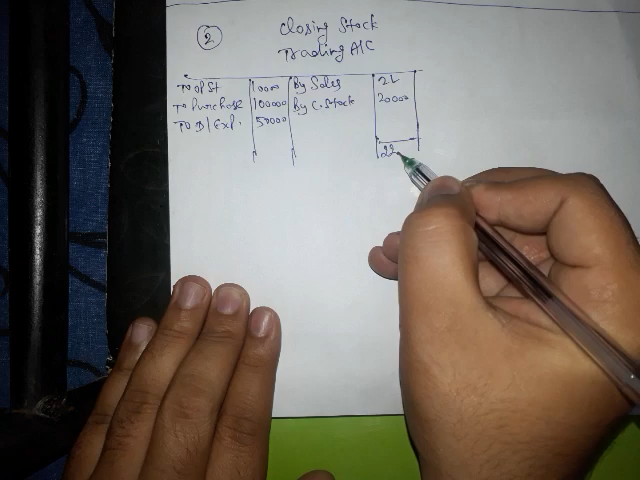 2
Closing Stock
Trading A/C
To OP St 10000 By Sales 2L
To Purchase 100000 By C. Stock 20000
To D/Exp. 50000
22